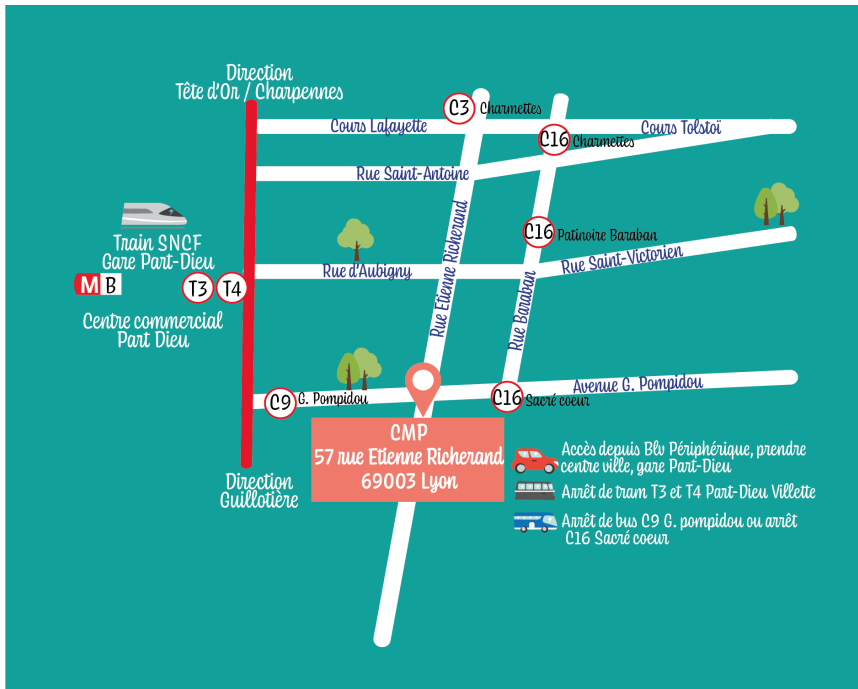 Direction
Tête d'Or / Charpennes
C3 Charmettes
Cours Lafayette
C16 Charmettes
Cours Tolstoï
Rue Saint-Antoine
Train SNCF
Gare Part-Dieu
M B
T3 T4
Centre commercial
Part Dieu
Rue Etienne Richerand
C16 Patinoire Baraban
Rue d'Aubigny
Rue Saint-Victorien
Rue Baraban
C9 G. Pompidou
Avenue G. Pompidou
C16 Sacré coeur
CMP
57 rue Etienne Richerand
69003 Lyon
Direction
Guillotière
Accès depuis Blv Périphérique, prendre
centre ville, gare Part-Dieu
Arrêt de tram T3 et T4 Part-Dieu Villette
Arrêt de bus C9 G. pompidou ou arrêt
C16 Sacré coeur